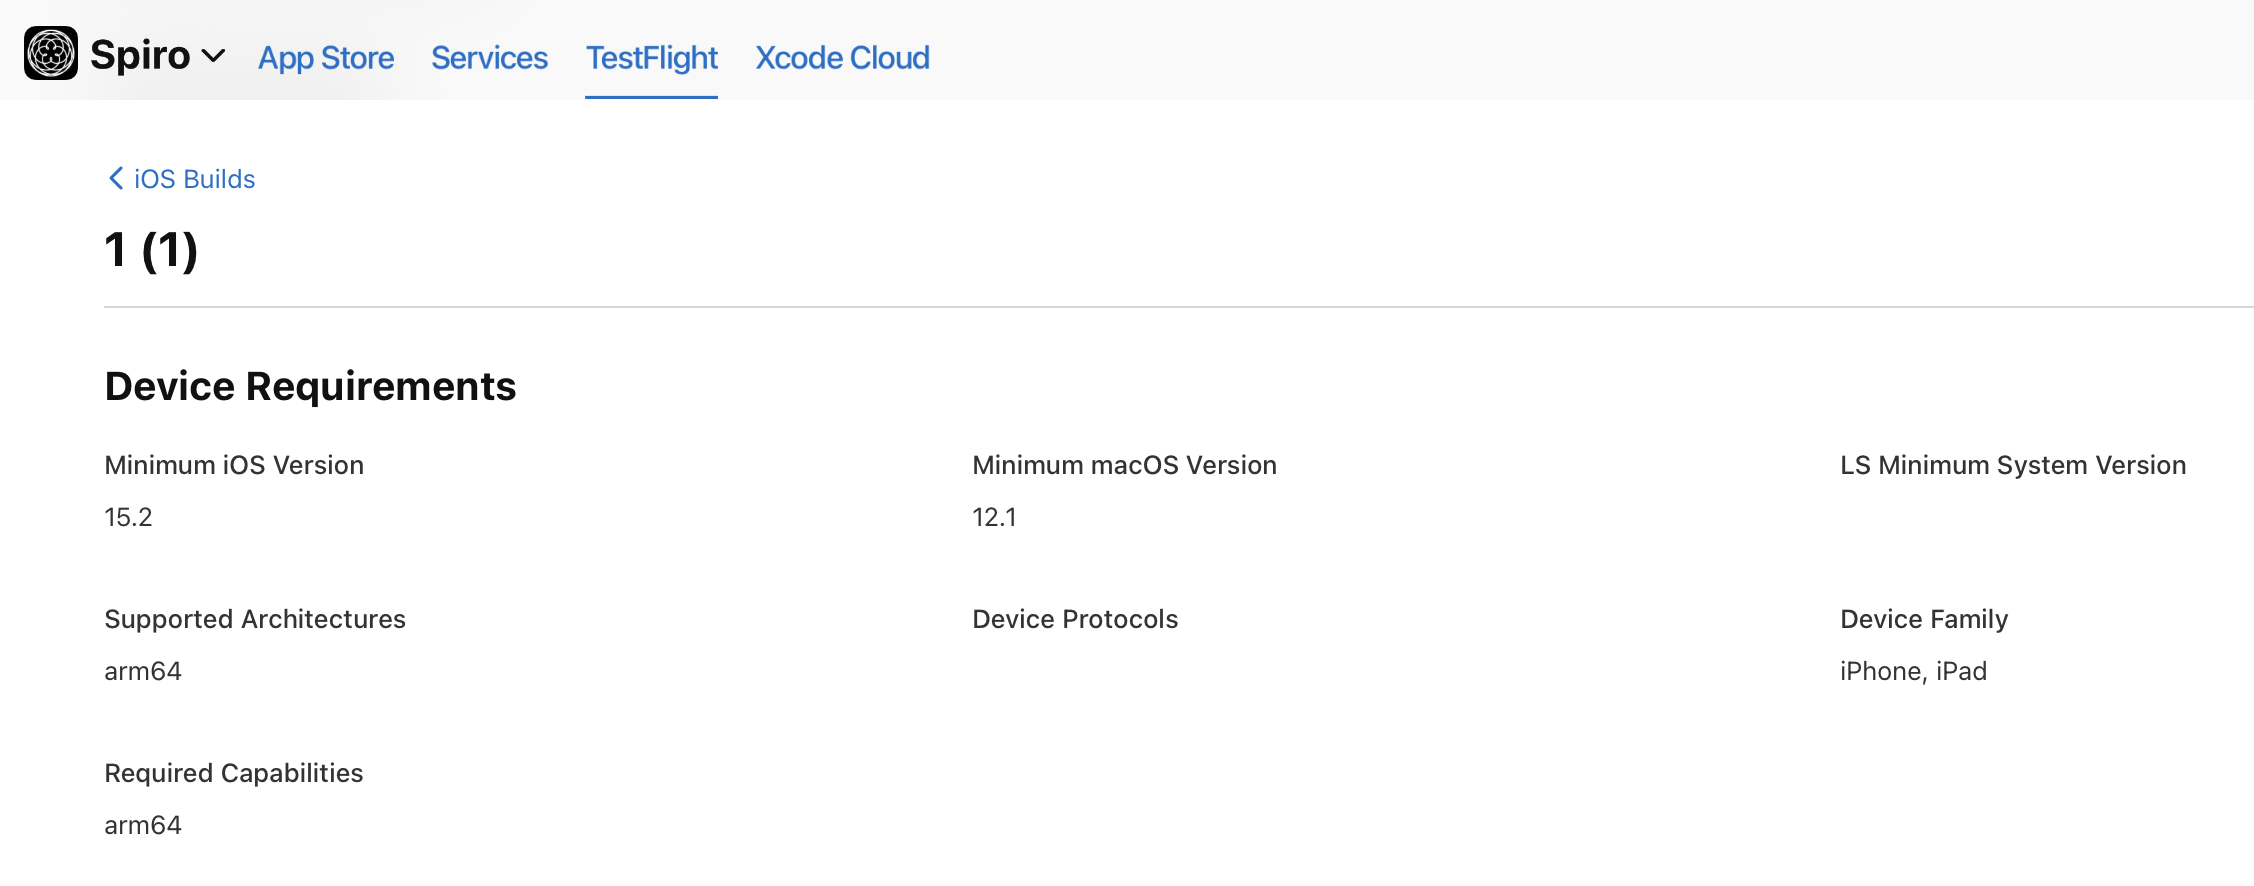 Spiro App Store Services TestFlight Xcode Cloud
iOS Builds
1 (1)
Device Requirements
Minimum iOS Version Minimum macOS Version LS Minimum System Version
15.2 12.1
Supported Architectures Device Protocols Device Family
arm64 iPhone, iPad
Required Capabilities
arm64